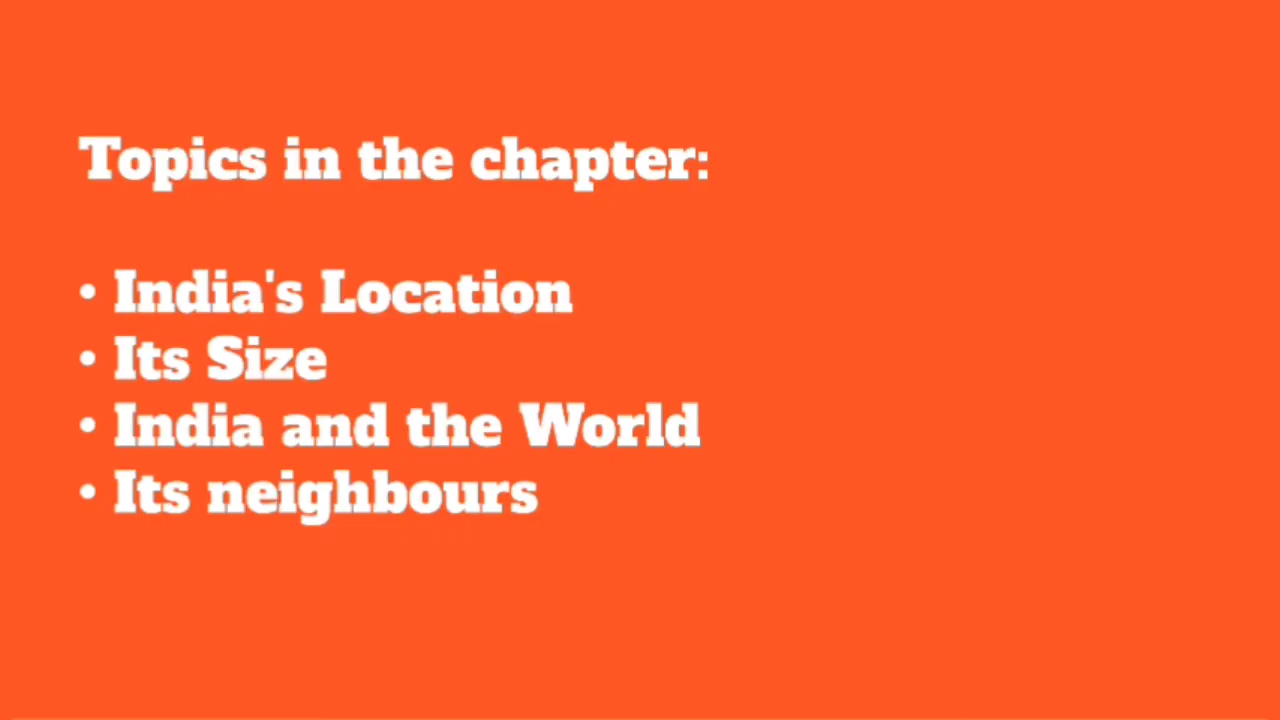 Topics in the chapter:
• India's Location
• Its Size
• India and the World
• Its neighbours